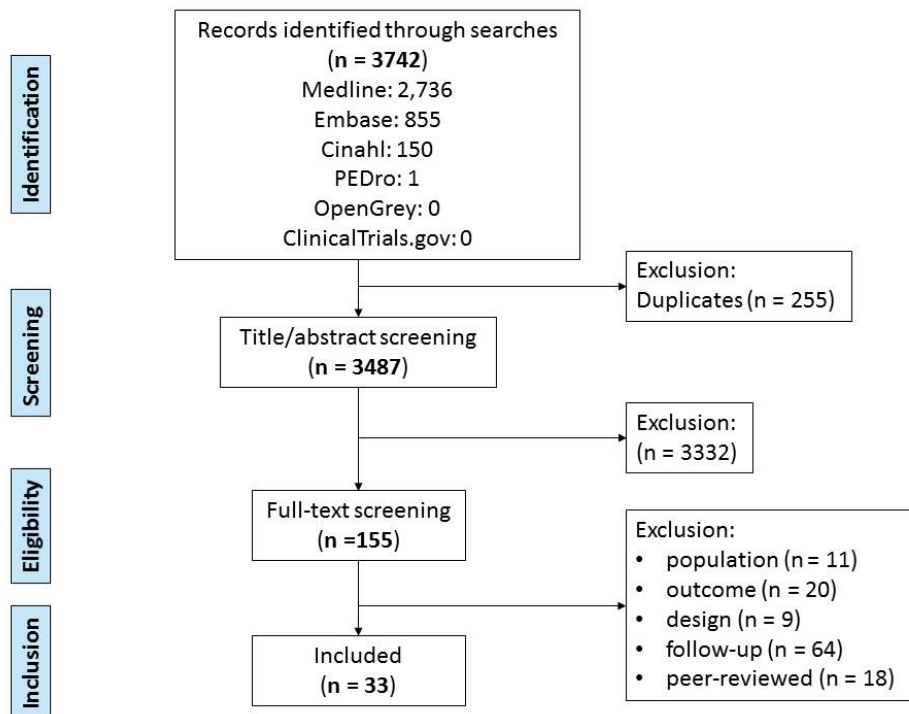 Identification
Records identified through searches
(n = 3742)
Medline: 2,736
Embase: 855
Cinahl: 150
PEDro: 1
OpenGrey: 0
ClinicalTrials.gov: 0
Exclusion:
Duplicates (n = 255)
Screening
Title/abstract screening
(n = 3487)
Exclusion:
(n = 3332)
Eligibility
Full-text screening
(n =155)
Exclusion:
• population (n = 11)
• outcome (n = 20)
• design (n = 9)
• follow-up (n = 64)
• peer-reviewed (n = 18)
Inclusion
Included
(n = 33)